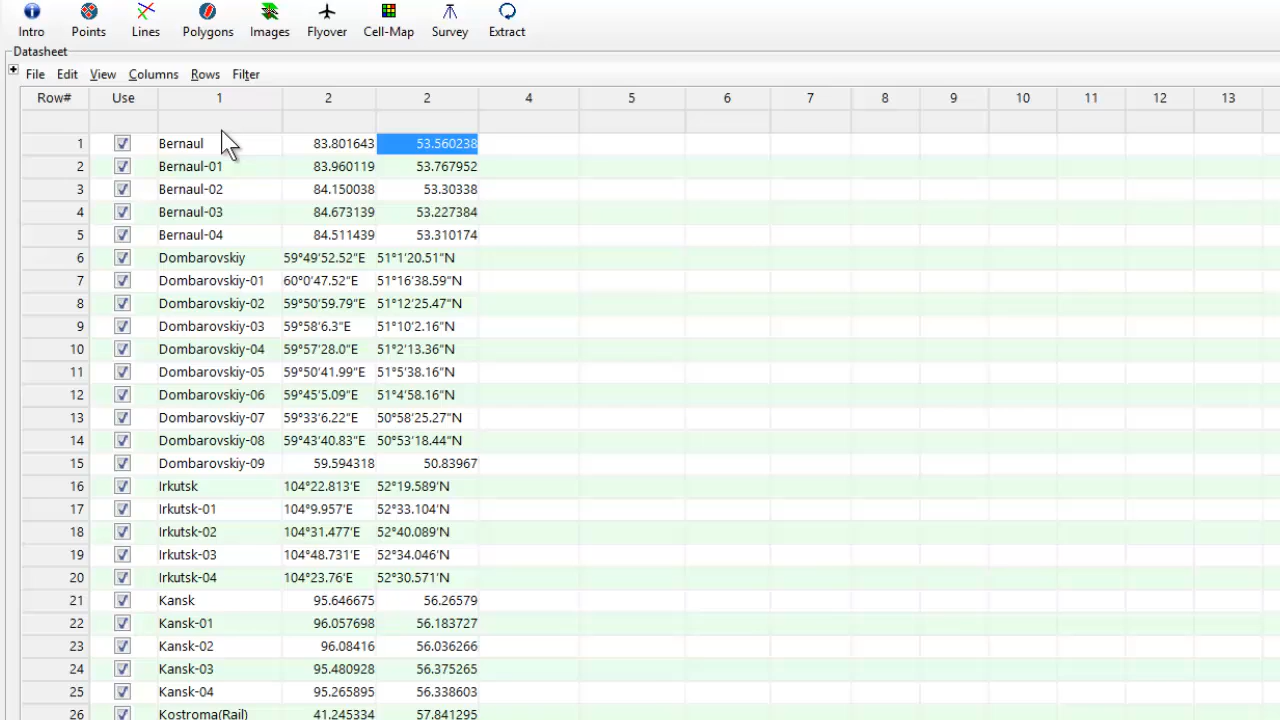 Intro Points Lines Polygons Images Flyover Cell-Map Survey Extract
Datasheet
File Edit View Columns Rows Filter
Row# Use 1 2 2 4 5 6 7 8 9 10 11 12 13
1 Bernaul 83.801643 53.560238
2 Bernaul-01 83.960119 53.767952
3 Bernaul-02 84.150038 53.30338
4 Bernaul-03 84.673139 53.227384
5 Bernaul-04 84.511439 53.310174
6 Dombarovskiy 59°49'52.52"E 51°1'20.51"N
7 Dombarovskiy-01 60°0'47.52"E 51°16'38.59"N
8 Dombarovskiy-02 59°50'59.79"E 51°12'25.47"N
9 Dombarovskiy-03 59°58'6.3"E 51°10'2.16"N
10 Dombarovskiy-04 59°57'28.0"E 51°2'13.36"N
11 Dombarovskiy-05 59°50'41.99"E 51°5'38.16"N
12 Dombarovskiy-06 59°45'5.09"E 51°4'58.16"N
13 Dombarovskiy-07 59°33'6.22"E 50°58'25.27"N
14 Dombarovskiy-08 59°43'40.83"E 50°53'18.44"N
15 Dombarovskiy-09 59.594318 50.83967
16 Irkutsk 104°22.813'E 52°19.589'N
17 Irkutsk-01 104°9.957'E 52°33.104'N
18 Irkutsk-02 104°31.477'E 52°40.089'N
19 Irkutsk-03 104°48.731'E 52°34.046'N
20 Irkutsk-04 104°23.76'E 52°30.571'N
21 Kansk 95.646675 56.26579
22 Kansk-01 96.057698 56.183727
23 Kansk-02 96.08416 56.036266
24 Kansk-03 95.480928 56.375265
25 Kansk-04 95.265895 56.338603
26 Kostroma(Rail) 41.245334 57.841295